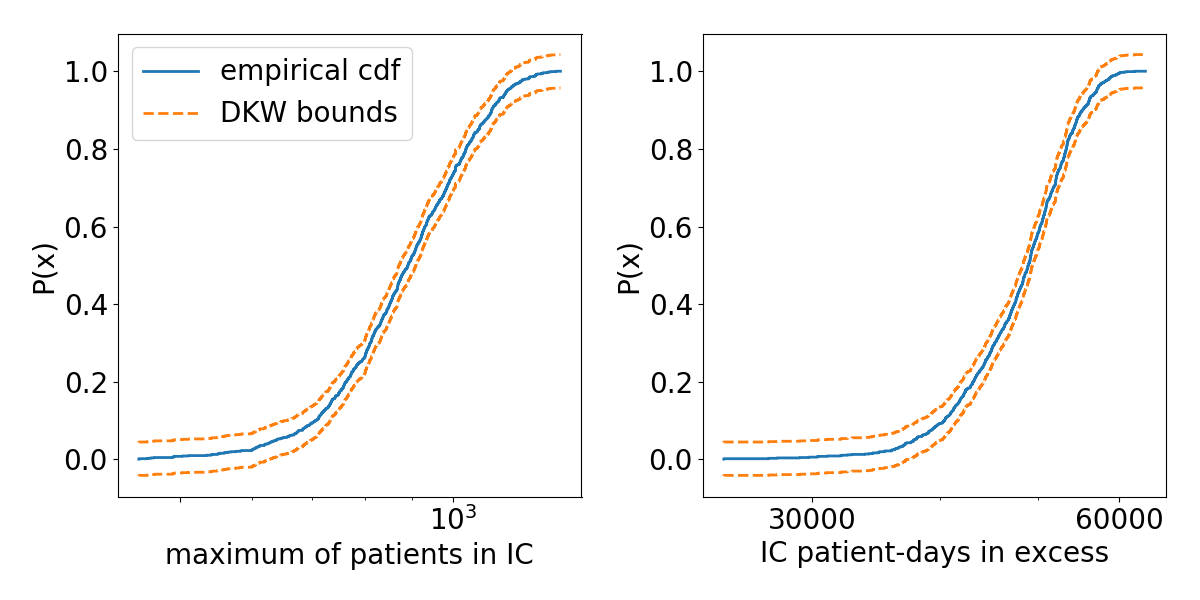 empirical cdf
DKW bounds
P(x)
1.0
0.8
0.6
0.4
0.2
0.0
10³
maximum of patients in IC
P(x)
1.0
0.8
0.6
0.4
0.2
0.0
30000 60000
IC patient-days in excess